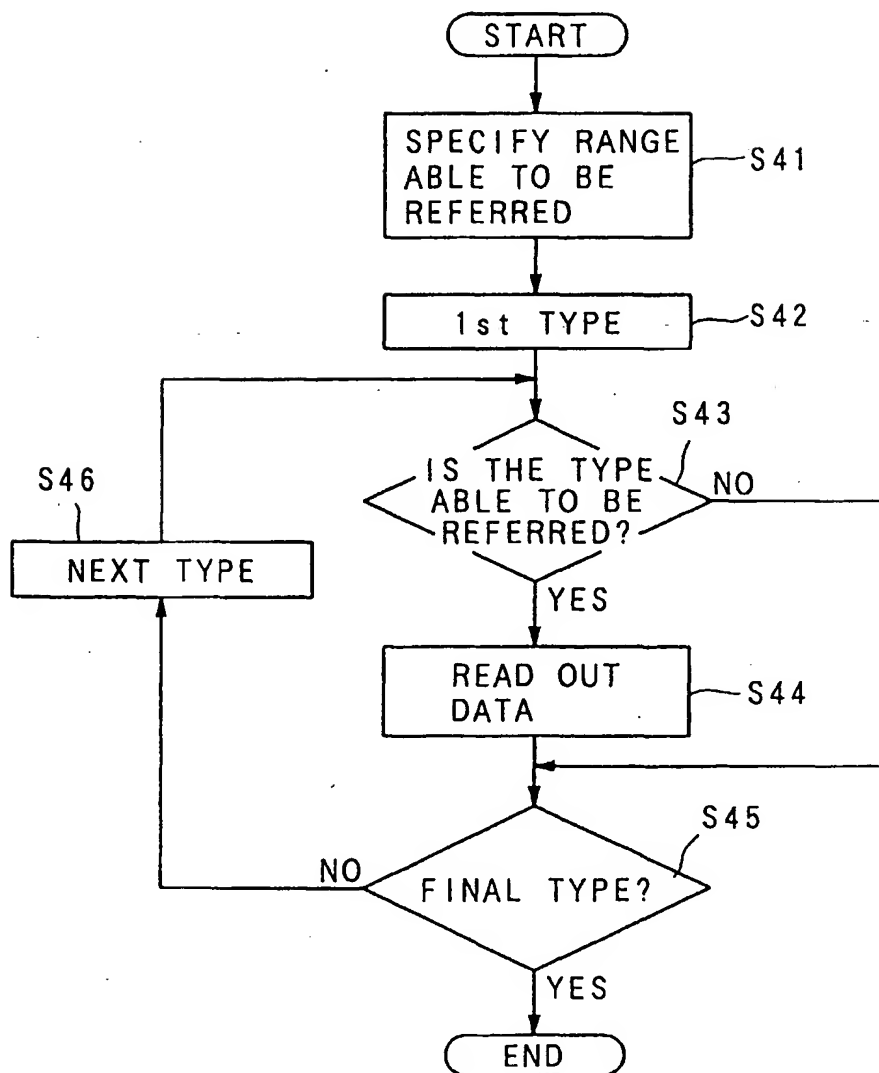 START
SPECIFY RANGE
ABLE TO BE
REFERRED
S41
1st TYPE
S42
S43
IS THE TYPE
ABLE TO BE
REFERRED?
NO
S46
NEXT TYPE
YES
READ OUT
DATA
S44
S45
NO
FINAL TYPE?
YES
END